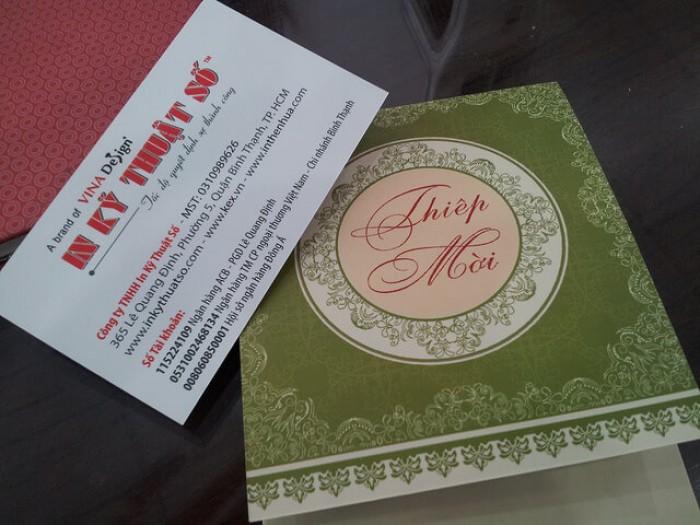 A brand of VINA Design
IN KỸ THUẬT SỐ™
Tốc độ quyết định sự thành công
Công ty TNHH In Kỹ Thuật Số - MST: 0310989626
365 Lê Quang Định, Phường 5, Quận Bình Thạnh, TP. HCM
www.inkythuatso.com - www.kex.vn - www.inthenhua.com
Số Tài khoản:
115224109 Ngân hàng ACB - PGD Lê Quang Định
0531002468134 Ngân hàng TM CP ngoại thương Việt Nam - Chi nhánh Bình Thạnh
008060850001 Hội sở ngân hàng Đông Á
Thiệp
Mời